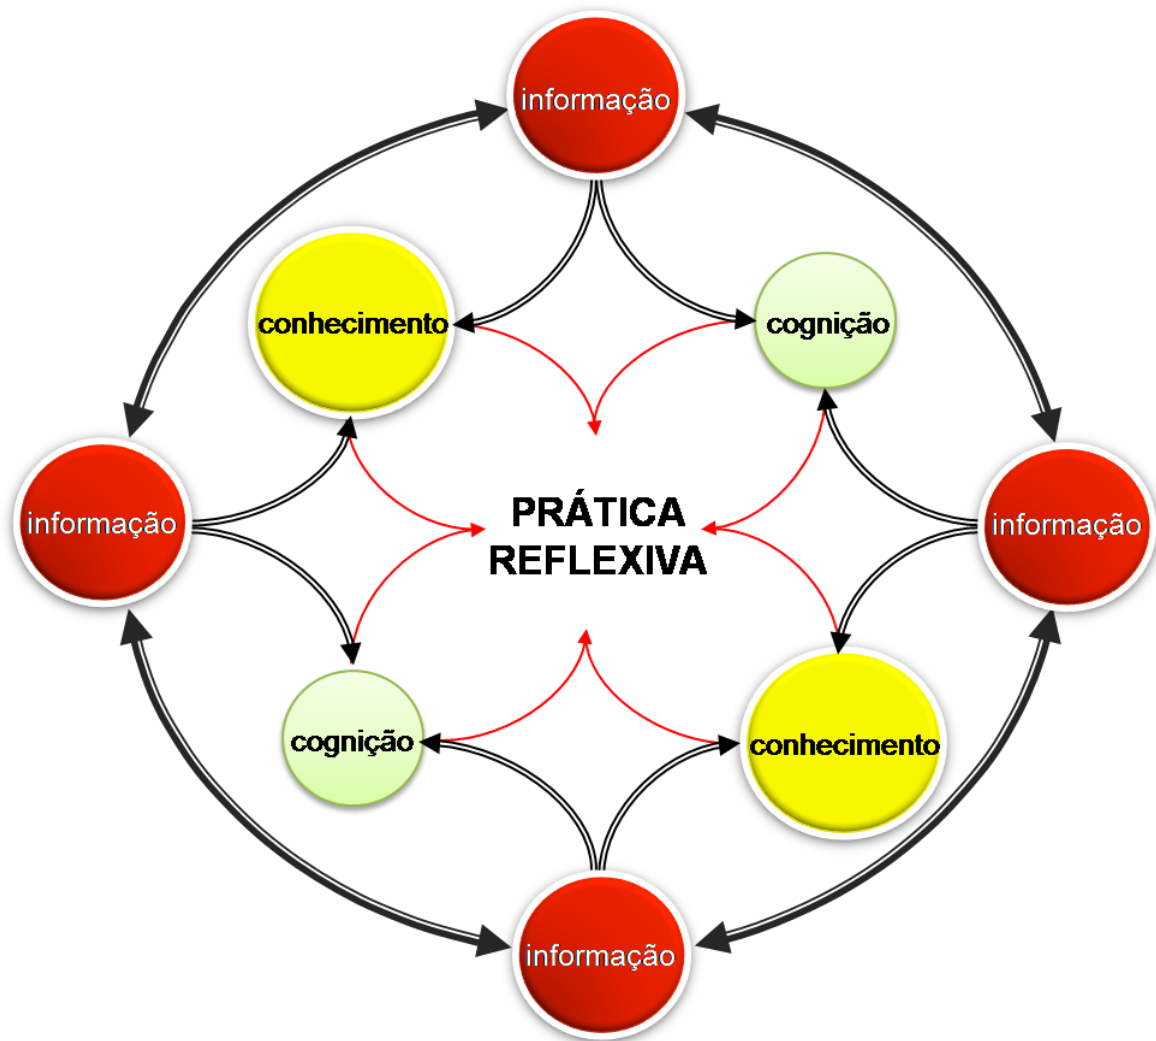 informação
conhecimento
cognição
informação
PRÁTICA
REFLEXIVA
informação
cognição
conhecimento
informação